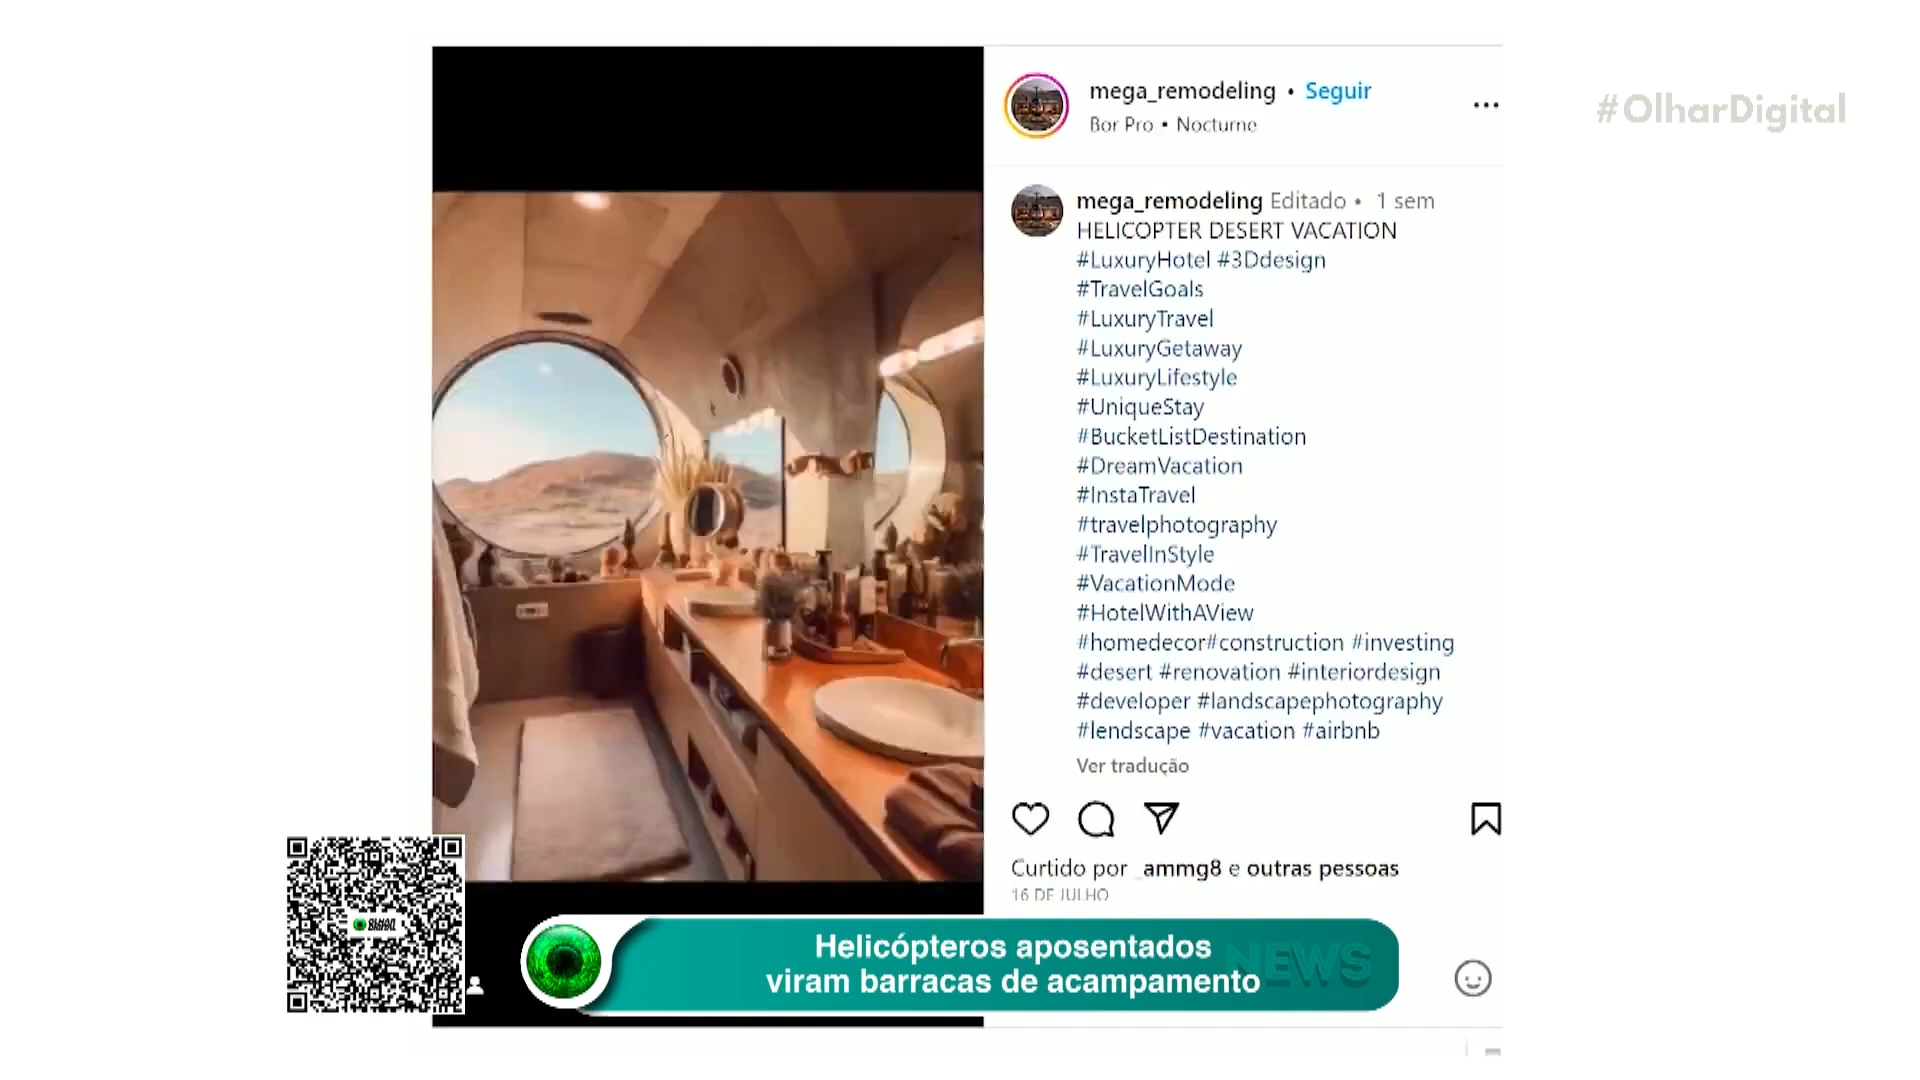 #OlharDigital
mega_remodeling • Seguir
Bor Pro • Nocturne
mega_remodeling Editado • 1 sem
HELICOPTER DESERT VACATION
#LuxuryHotel #3Ddesign
#TravelGoals
#LuxuryTravel
#LuxuryGetaway
#LuxuryLifestyle
#UniqueStay
#BucketListDestination
#DreamVacation
#InstaTravel
#travelphotography
#TravelInStyle
#VacationMode
#HotelWithAView
#homedecor#construction #investing
#desert #renovation #interiordesign
#developer #landscapephotography
#lendscape #vacation #airbnb
Ver tradução
Curtido por _ammg8 e outras pessoas
16 DE JULHO
Helicópteros aposentados
viram barracas de acampamento
NEWS